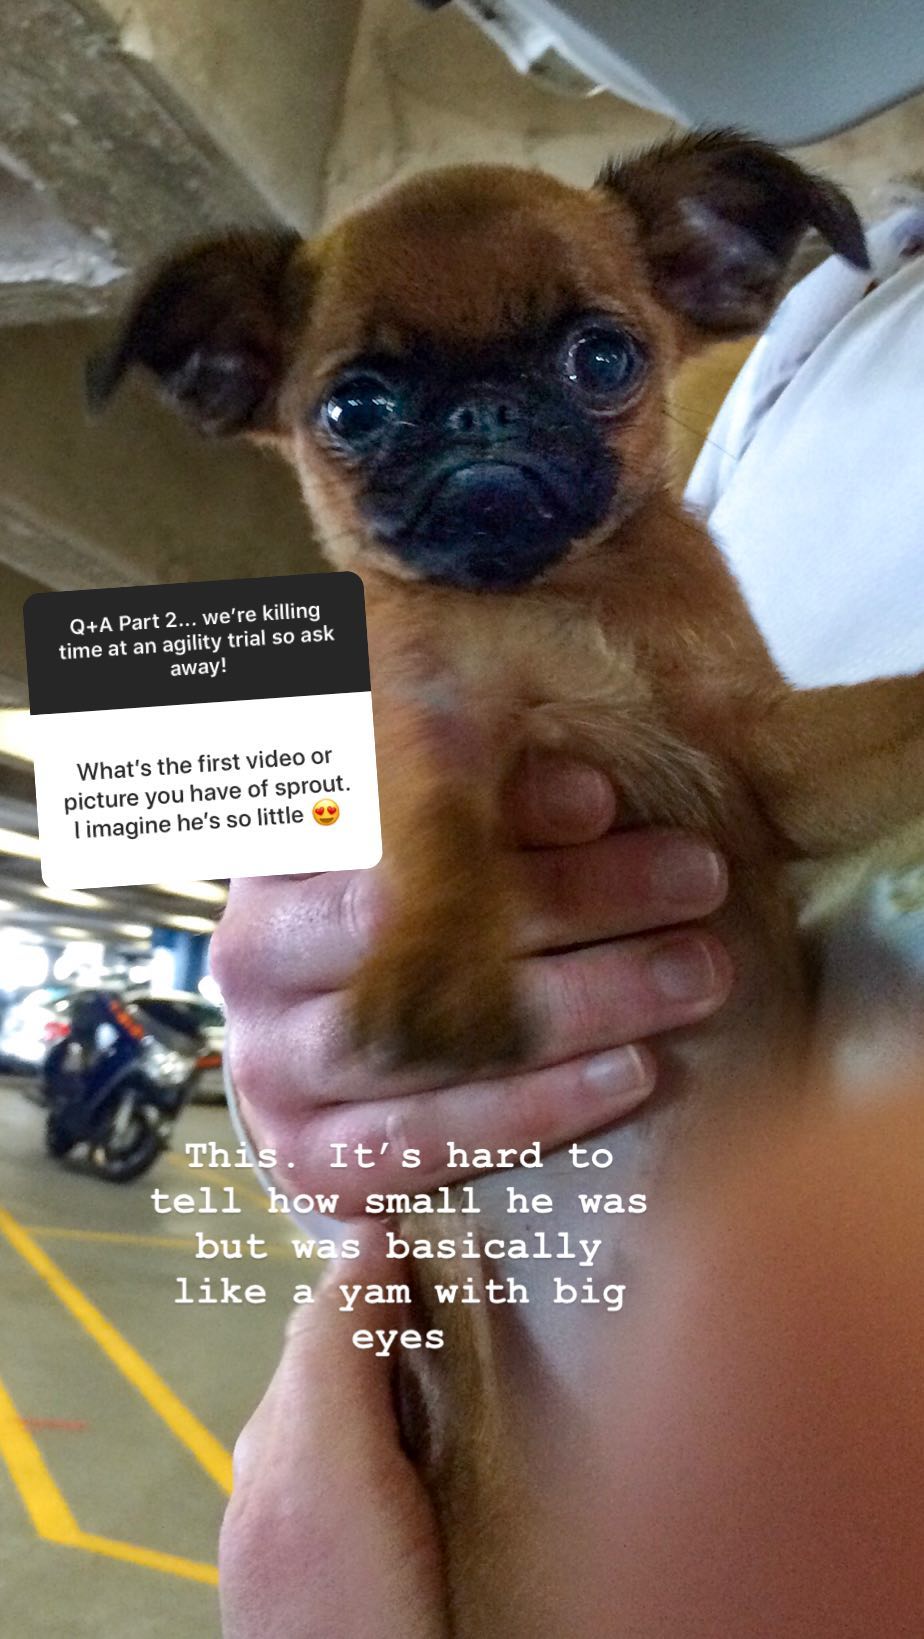 Q+A Part 2... we're killing
time at an agility trial so ask
away!
What's the first video or
picture you have of sprout.
I imagine he's so little 😍
This. It's hard to
tell how small he was
but was basically
like a yam with big
eyes